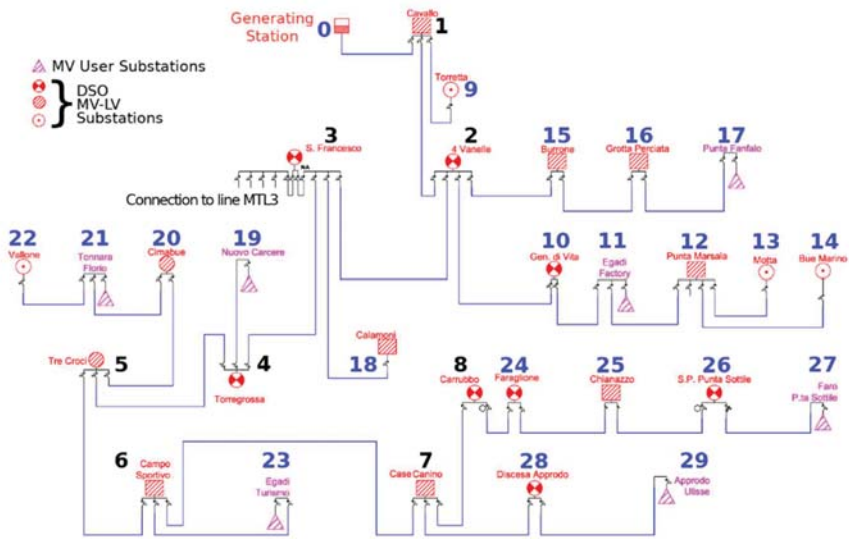 Generating
Station
0
Cavallo
1
MV User Substations
DSO
MV-LV
Substations
Torretta
9
3
S. Francesco
NA
2
4 Vanelle
15
Burrone
16
Grotta Perciata
17
Punta Fanfalo
Connection to line MTL3
22
Vallone
21
Tonnara
Florio
20
Cimabue
19
Nuovo Carcere
10
Gen. di Vita
11
Egadi
Factory
12
Punta Marsala
13
Motta
14
Bue Marino
Tre Croci
5
4
Torregrossa
18
Calamoni
8
Carrubbo
24
Faraglione
25
Chianazzo
26
S.P. Punta Sottile
27
Faro
P.ta Sottile
6
Campo
Sportivo
23
Egadi
Turismo
7
Case Canino
28
Discesa Approdo
29
Approdo
Ulisse